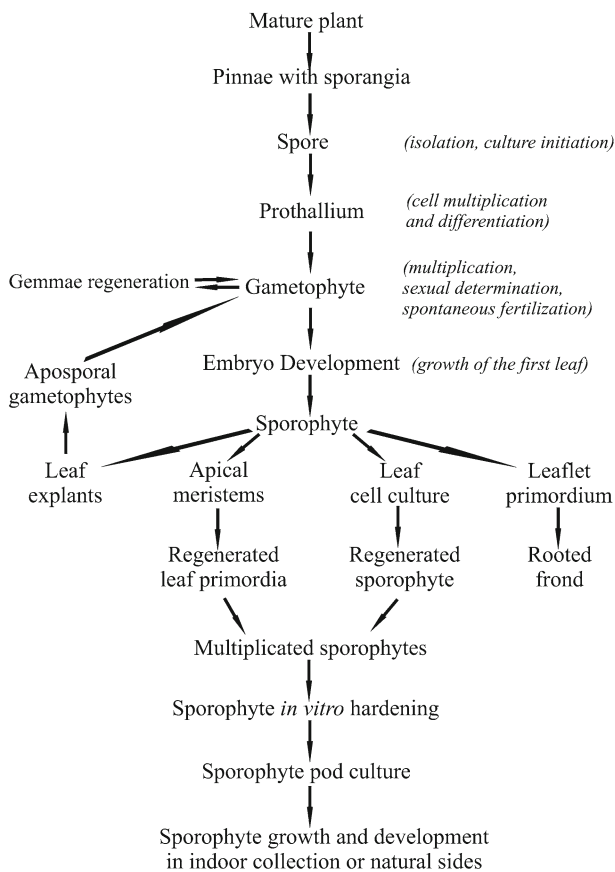 Mature plant
Pinnae with sporangia
Spore
(isolation, culture initiation)
Prothallium
(cell multiplication
and differentiation)
Gemmae regeneration
Gametophyte
(multiplication,
sexual determination,
spontaneous fertilization)
Embryo Development
(growth of the first leaf)
Aposporal
gametophytes
Sporophyte
Leaf
explants
Apical
meristems
Leaf
cell culture
Leaflet
primordium
Regenerated
leaf primordia
Regenerated
sporophyte
Rooted
frond
Multiplicated sporophytes
Sporophyte in vitro hardening
Sporophyte pod culture
Sporophyte growth and development
in indoor collection or natural sides